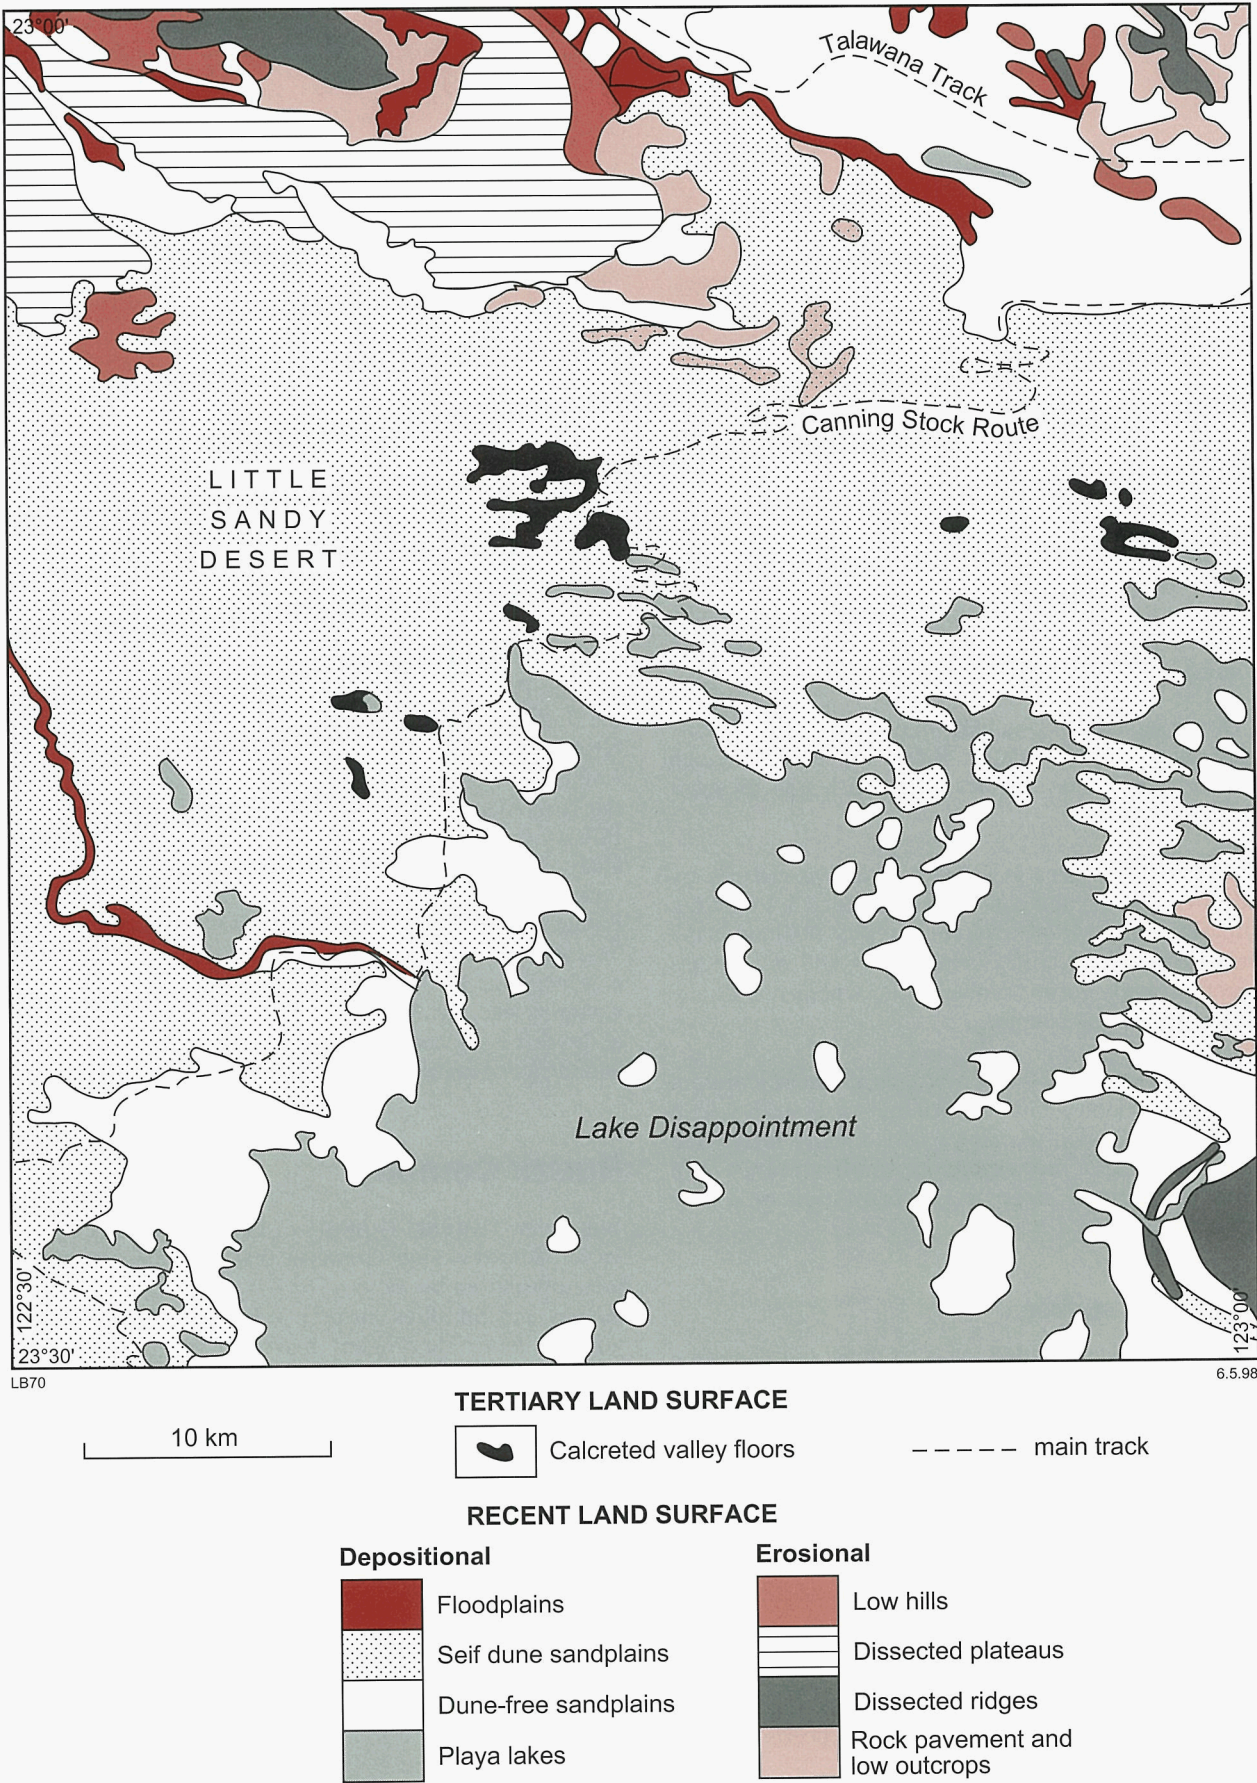 23°00'
Talawana Track
Canning Stock Route
LITTLE
SANDY
DESERT
Lake Disappointment
122°30'
23°30'
123°00'
LB70
6.5.98
TERTIARY LAND SURFACE
10 km
Calcreted valley floors
main track
RECENT LAND SURFACE
Depositional
Erosional
Floodplains
Low hills
Seif dune sandplains
Dissected plateaus
Dune-free sandplains
Dissected ridges
Playa lakes
Rock pavement and
low outcrops